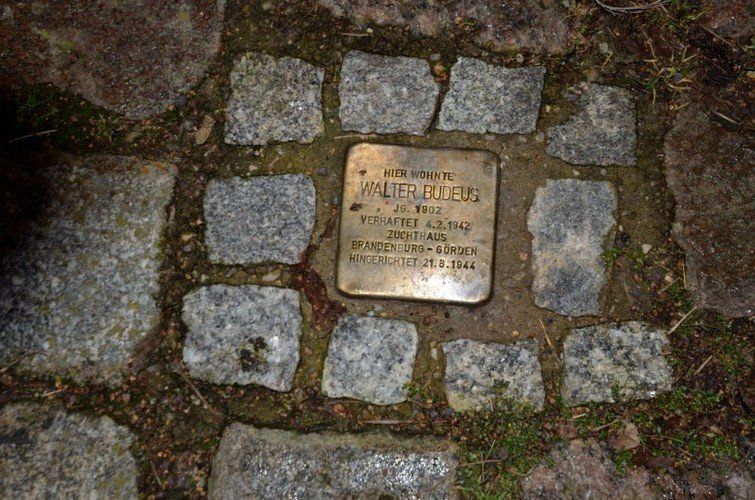 HIER WOHNTE
WALTER BUDEUS
JG. 1902
VERHAFTET 4.2.1942
ZUCHTHAUS
BRANDENBURG - GÖRDEN
HINGERICHTET 21.8.1944